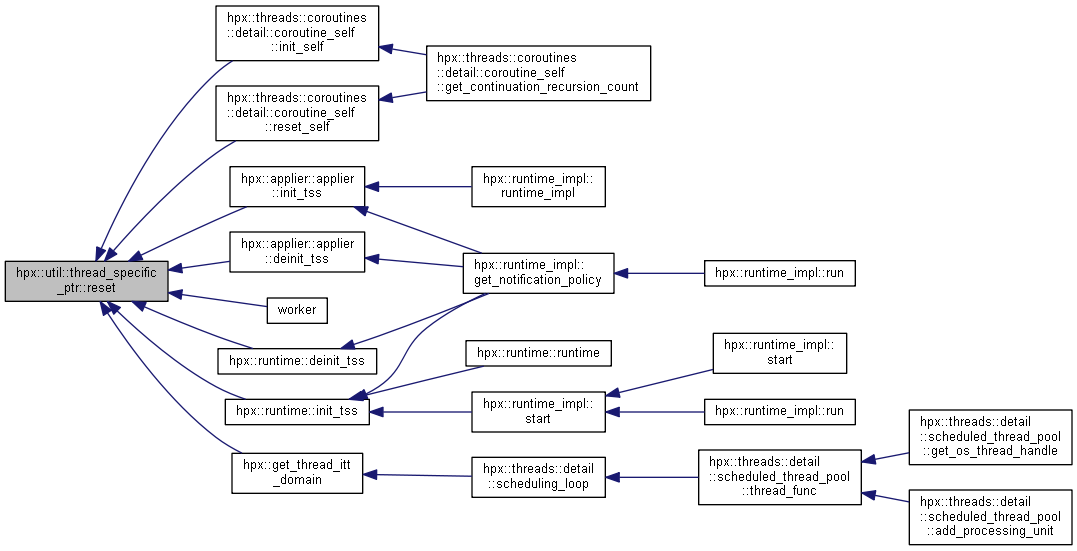 hpx::threads::coroutines
::detail::coroutine_self
::init_self
hpx::threads::coroutines
::detail::coroutine_self
::get_continuation_recursion_count
hpx::threads::coroutines
::detail::coroutine_self
::reset_self
hpx::applier::applier
::init_tss
hpx::runtime_impl::
runtime_impl
hpx::applier::applier
::deinit_tss
hpx::util::thread_specific
_ptr::reset
hpx::runtime_impl::
get_notification_policy
hpx::runtime_impl::run
worker
hpx::runtime::deinit_tss
hpx::runtime::runtime
hpx::runtime_impl::
start
hpx::runtime::init_tss
hpx::runtime_impl::
start
hpx::runtime_impl::run
hpx::get_thread_itt
_domain
hpx::threads::detail
::scheduling_loop
hpx::threads::detail
::scheduled_thread_pool
::thread_func
hpx::threads::detail
::scheduled_thread_pool
::get_os_thread_handle
hpx::threads::detail
::scheduled_thread_pool
::add_processing_unit